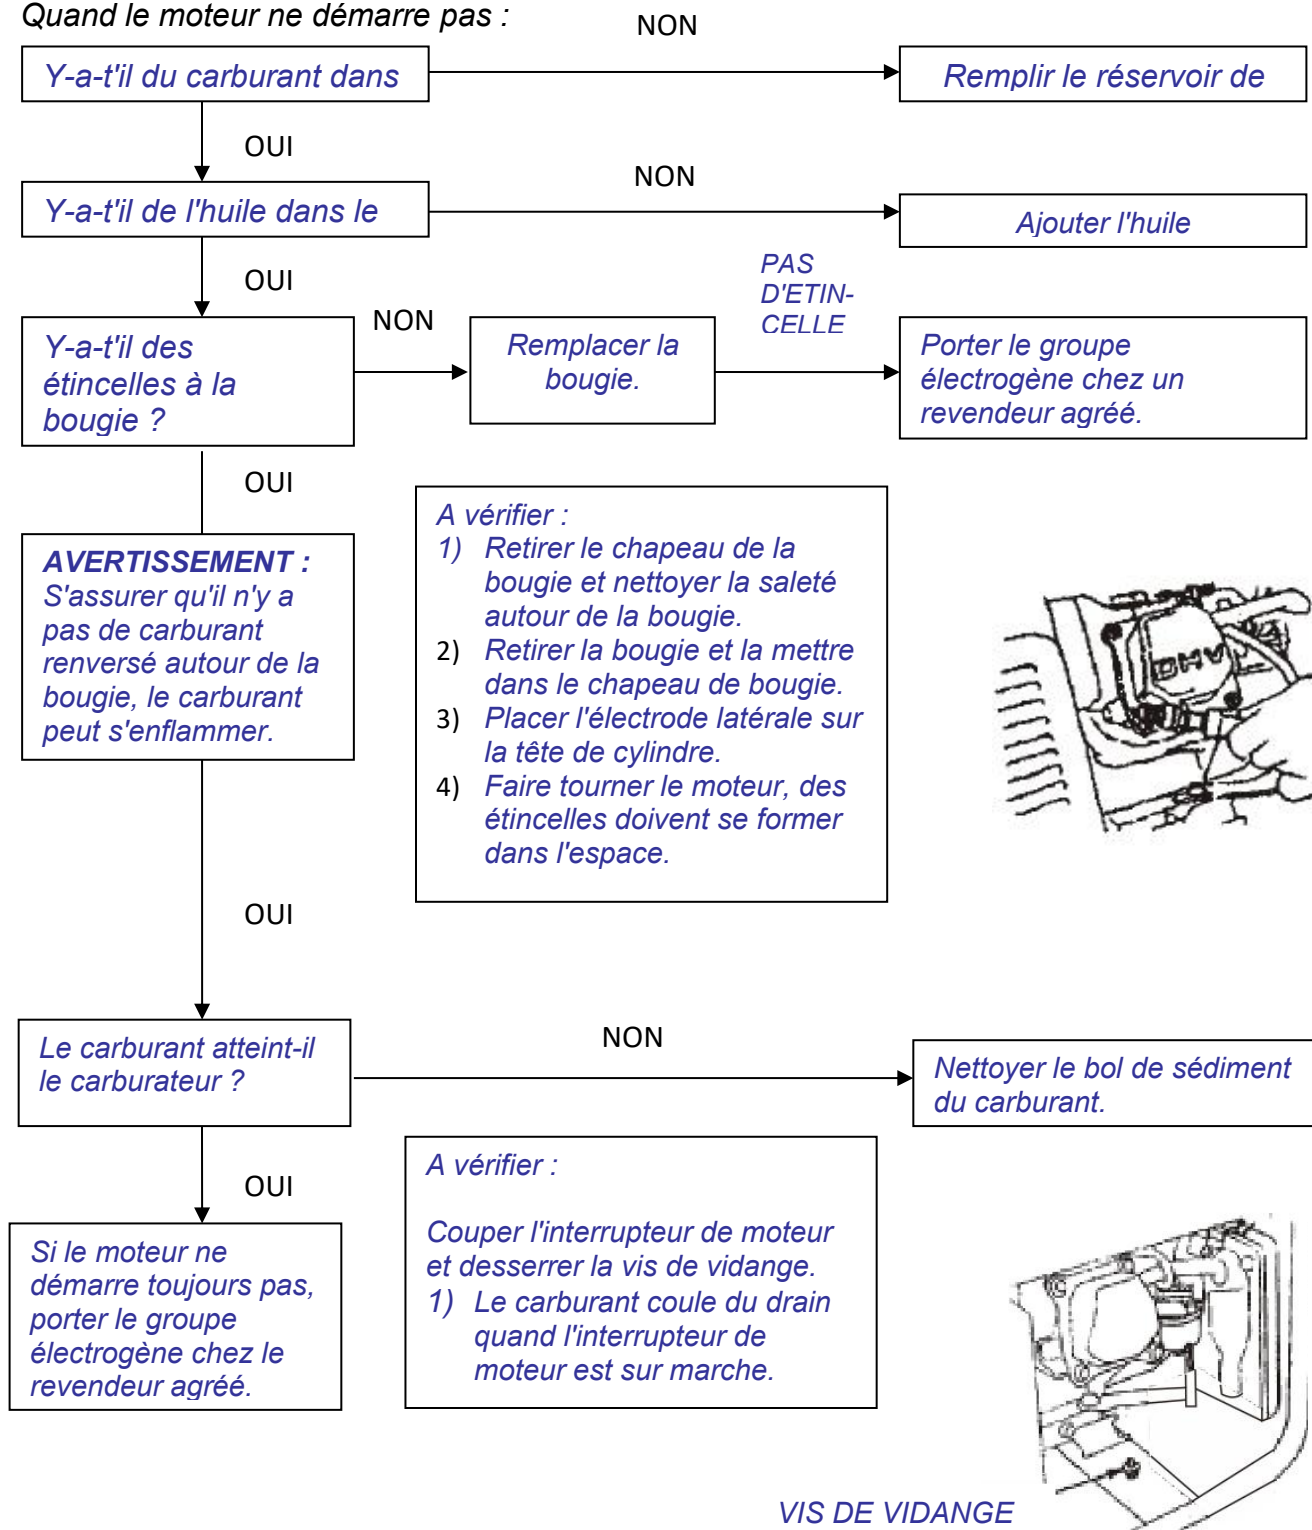 Quand le moteur ne démarre pas :
NON
Y-a-t'il du carburant dans
Remplir le réservoir de
OUI
NON
Y-a-t'il de l'huile dans le
Ajouter l'huile
OUI
PAS
D'ETIN-
CELLE
NON
Y-a-t'il des
étincelles à la
bougie ?
Remplacer la
bougie.
Porter le groupe
électrogène chez un
revendeur agréé.
OUI
AVERTISSEMENT :
S'assurer qu'il n'y a
pas de carburant
renversé autour de la
bougie, le carburant
peut s'enflammer.
A vérifier :
1) Retirer le chapeau de la
bougie et nettoyer la saleté
autour de la bougie.
2) Retirer la bougie et la mettre
dans le chapeau de bougie.
3) Placer l'électrode latérale sur
la tête de cylindre.
4) Faire tourner le moteur, des
étincelles doivent se former
dans l'espace.
OHV
OUI
Le carburant atteint-il
le carburateur ?
NON
Nettoyer le bol de sédiment
du carburant.
OUI
Si le moteur ne
démarre toujours pas,
porter le groupe
électrogène chez le
revendeur agréé.
A vérifier :
Couper l'interrupteur de moteur
et desserrer la vis de vidange.
1) Le carburant coule du drain
quand l'interrupteur de
moteur est sur marche.
VIS DE VIDANGE